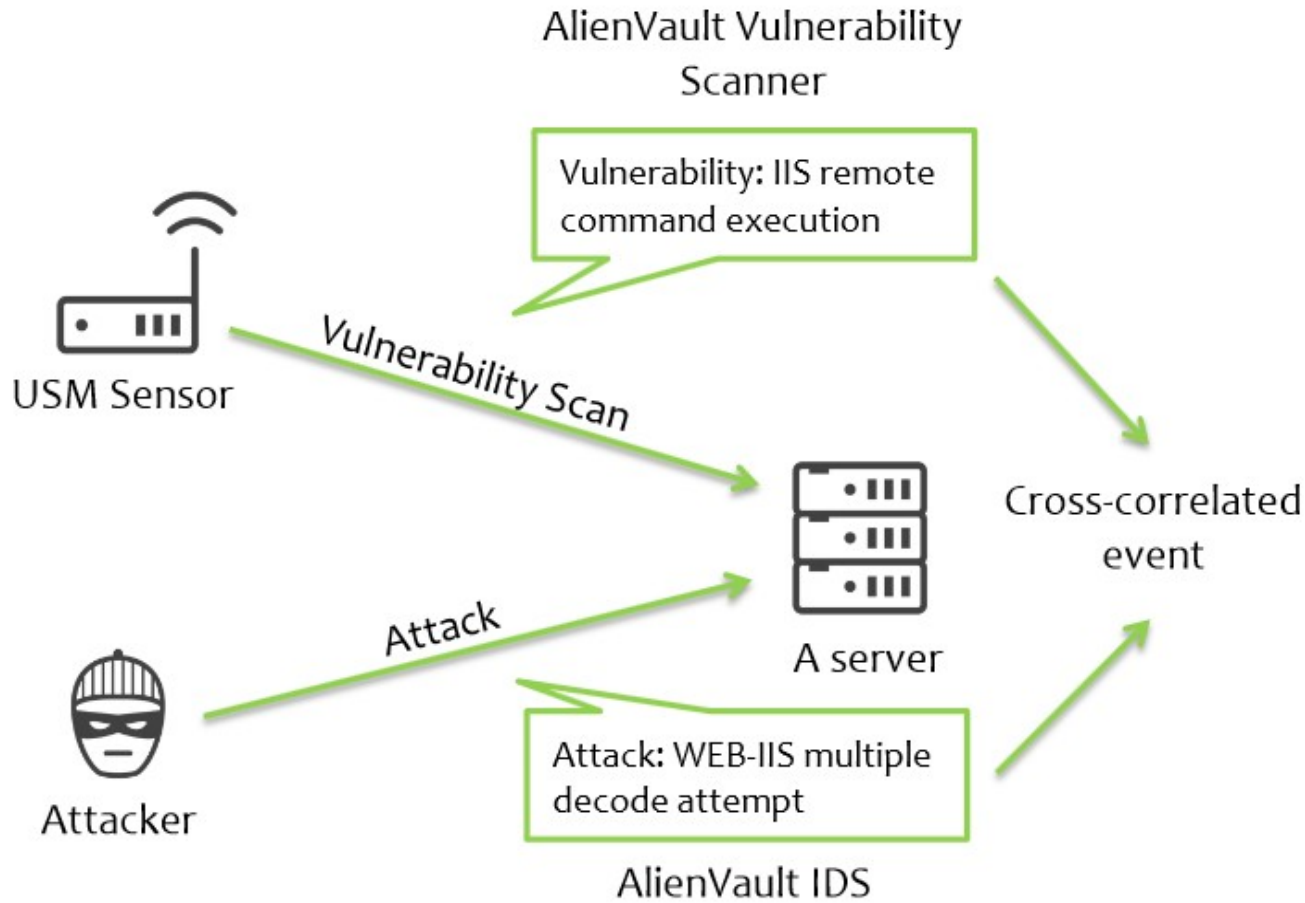 AlienVault Vulnerability
Scanner
Vulnerability: IIS remote
command execution
USM Sensor
Vulnerability Scan
Cross-correlated
event
Attack
A server
Attacker
Attack: WEB-IIS multiple
decode attempt
AlienVault IDS